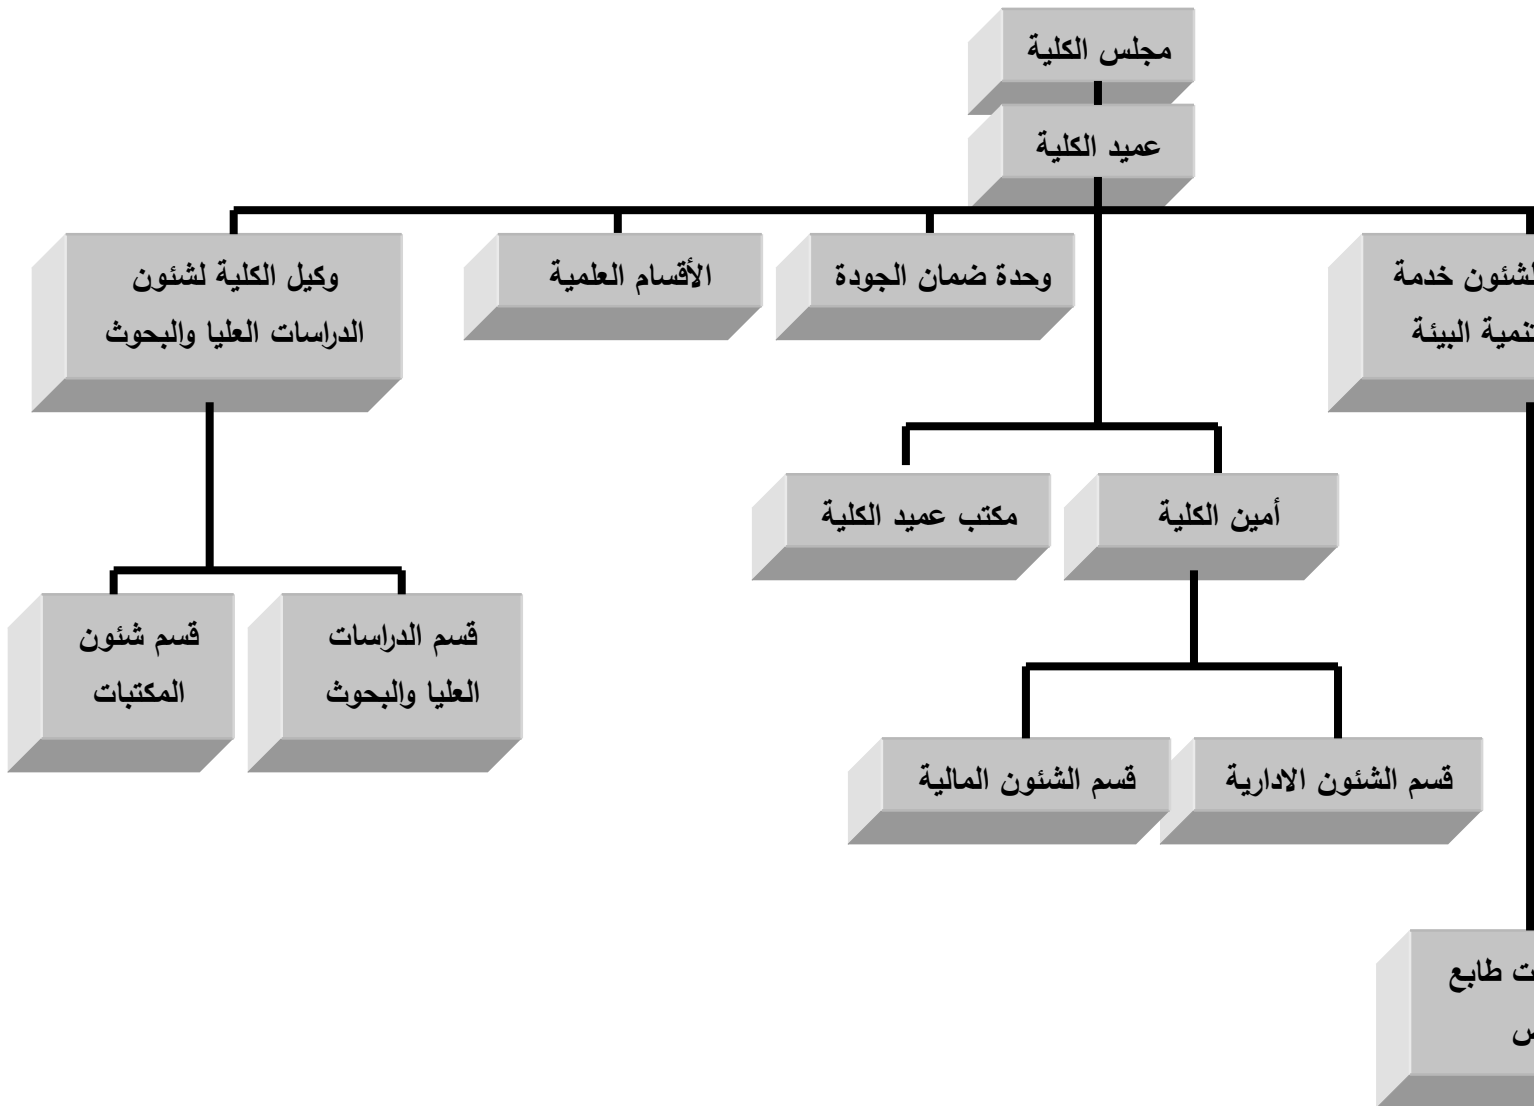 مجلس الكلية
عميد الكلية
لشئون خدمة
تنمية البيئة
وحدة ضمان الجودة
الأقسام العلمية
وكيل الكلية لشئون
الدراسات العليا والبحوث
أمين الكلية
مكتب عميد الكلية
قسم الدراسات
العليا والبحوث
قسم شئون
المكتبات
قسم الشئون الادارية
قسم الشئون المالية
طابع